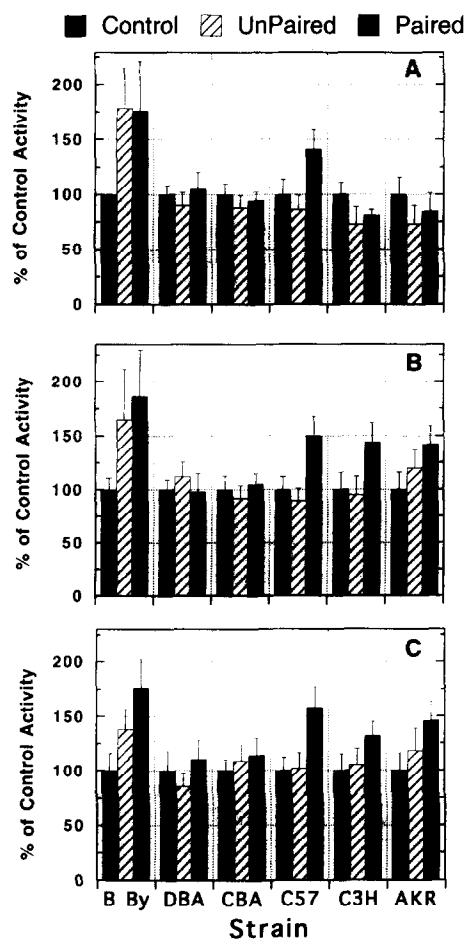 Control UnPaired Paired
A
% of Control Activity
200
150
100
50
0
B
% of Control Activity
200
150
100
50
0
C
% of Control Activity
200
150
100
50
0
B By DBA CBA C57 C3H AKR
Strain